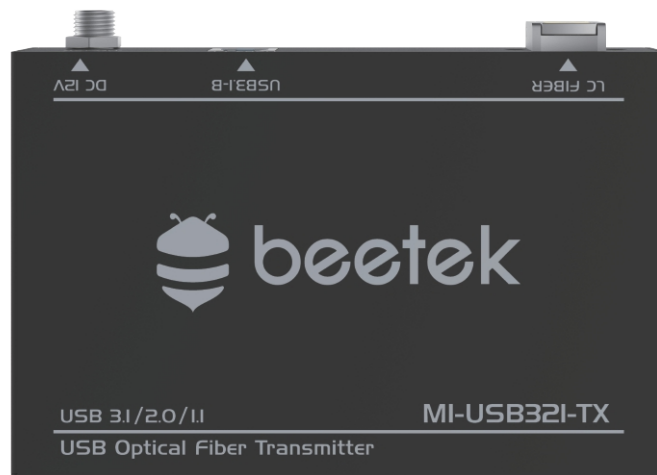 DC 12V
USB3.1-B
LC FIBER
beetek
USB 3.1/2.0/1.1
MI-USB321-TX
USB Optical Fiber Transmitter